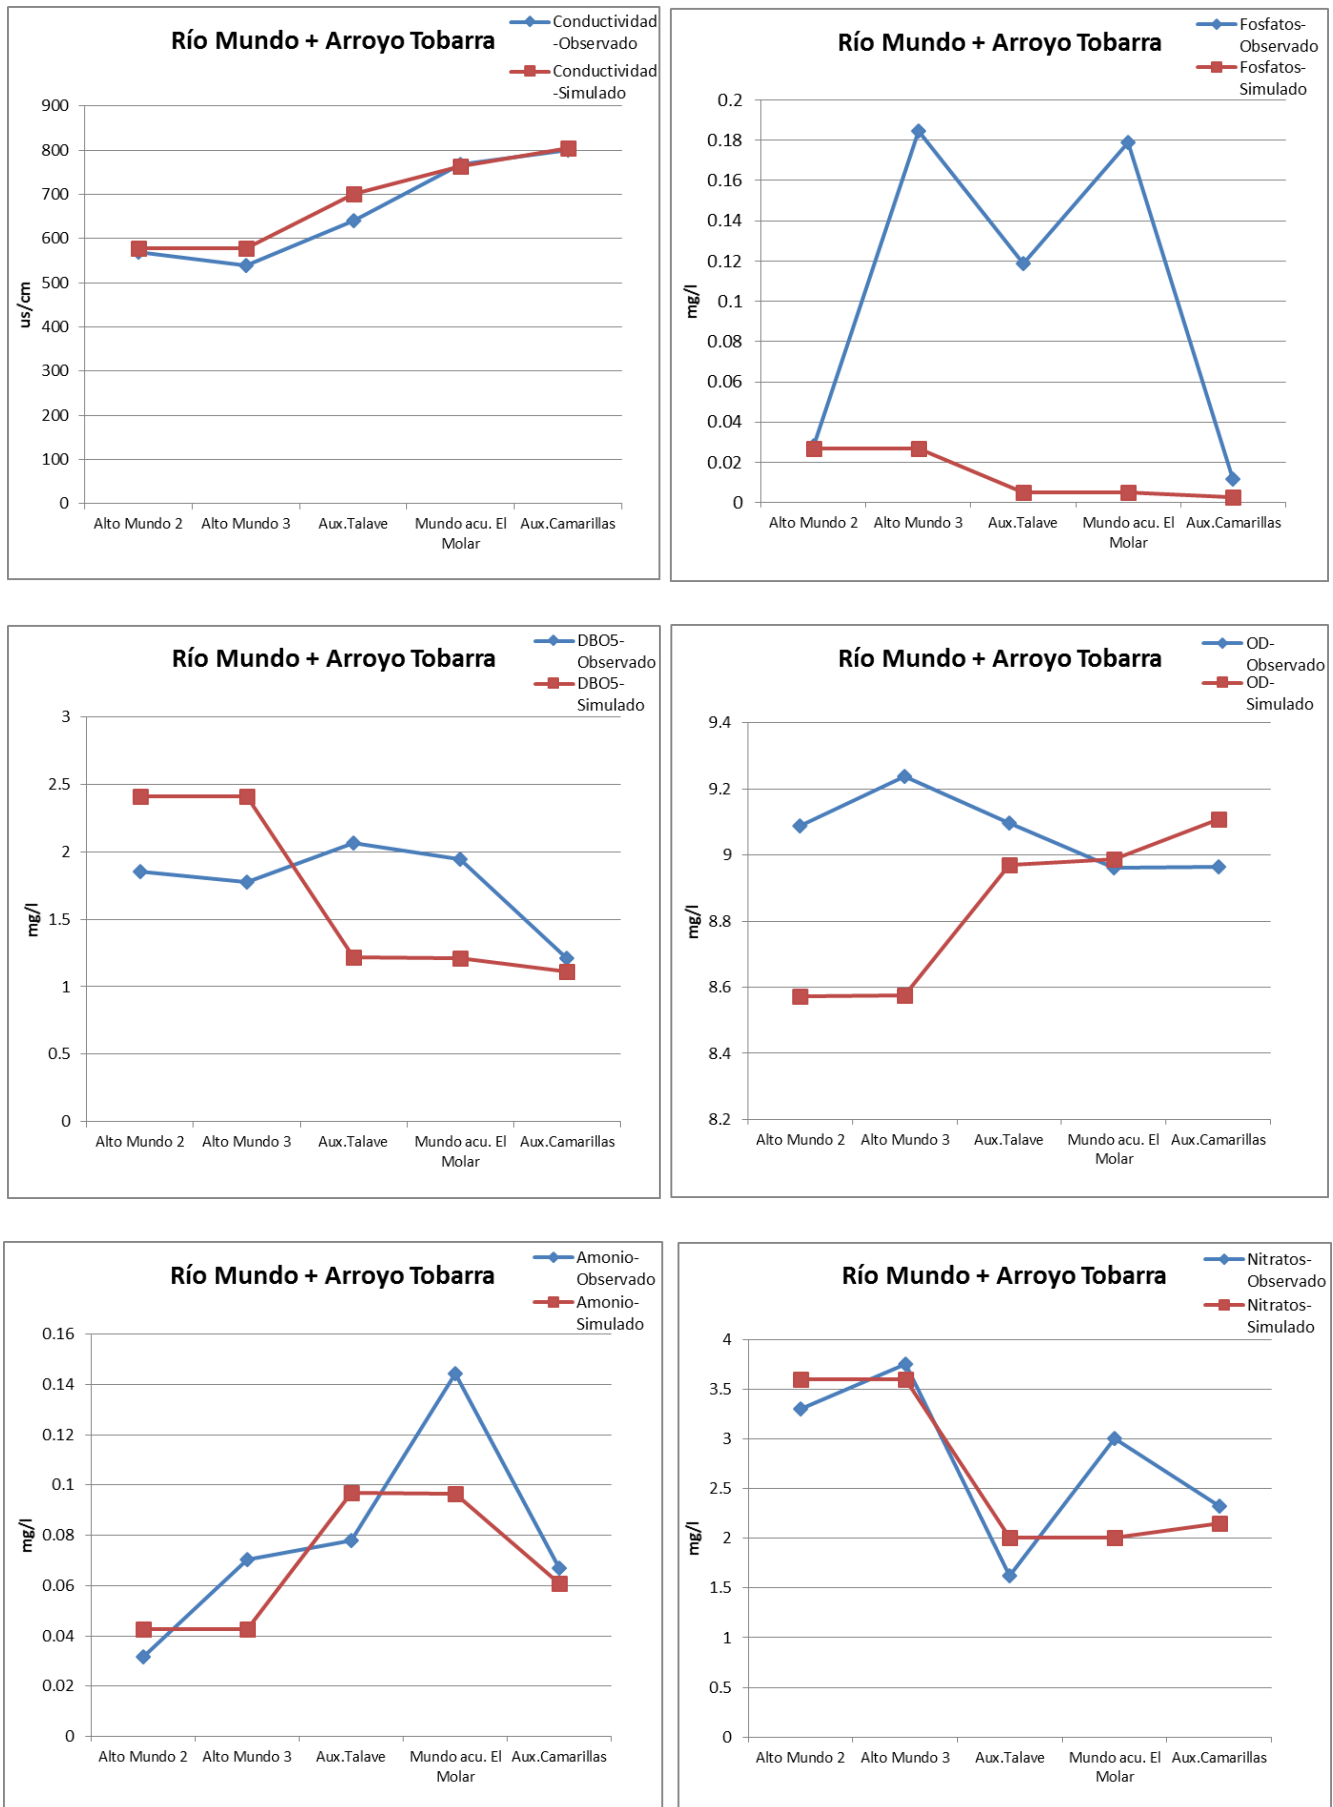 Río Mundo + Arroyo Tobarra
Conductividad
-Observado
Conductividad
-Simulado
900
800
700
600
500
400
300
200
100
0
us/cm
Alto Mundo 2
Alto Mundo 3
Aux.Talave
Mundo acu. El
Molar
Aux.Camarillas
Río Mundo + Arroyo Tobarra
Fosfatos-
Observado
Fosfatos-
Simulado
0.2
0.18
0.16
0.14
0.12
0.1
0.08
0.06
0.04
0.02
0
mg/l
Alto Mundo 2
Alto Mundo 3
Aux.Talave
Mundo acu. El
Molar
Aux.Camarillas
Río Mundo + Arroyo Tobarra
DBO5-
Observado
DBO5-
Simulado
3
2.5
2
1.5
1
0.5
0
mg/l
Alto Mundo 2
Alto Mundo 3
Aux.Talave
Mundo acu. El
Molar
Aux.Camarillas
Río Mundo + Arroyo Tobarra
OD-
Observado
OD-
Simulado
9.4
9.2
9
8.8
8.6
8.4
8.2
mg/l
Alto Mundo 2
Alto Mundo 3
Aux.Talave
Mundo acu. El
Molar
Aux.Camarillas
Río Mundo + Arroyo Tobarra
Amonio-
Observado
Amonio-
Simulado
0.16
0.14
0.12
0.1
0.08
0.06
0.04
0.02
0
mg/l
Alto Mundo 2
Alto Mundo 3
Aux.Talave
Mundo acu. El
Molar
Aux.Camarillas
Río Mundo + Arroyo Tobarra
Nitratos-
Observado
Nitratos-
Simulado
4
3.5
3
2.5
2
1.5
1
0.5
0
mg/l
Alto Mundo 2
Alto Mundo 3
Aux.Talave
Mundo acu. El
Molar
Aux.Camarillas